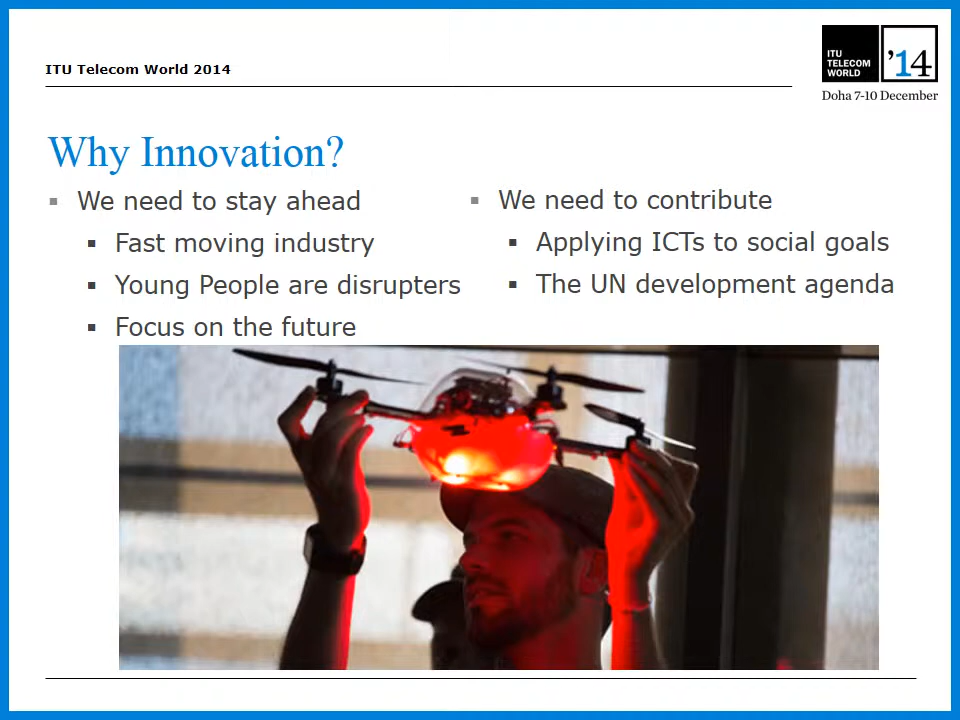 ITU Telecom World 2014
ITU
TELECOM
WORLD
'14
Doha 7-10 December
Why Innovation?
We need to stay ahead
Fast moving industry
Young People are disrupters
Focus on the future
We need to contribute
Applying ICTs to social goals
The UN development agenda